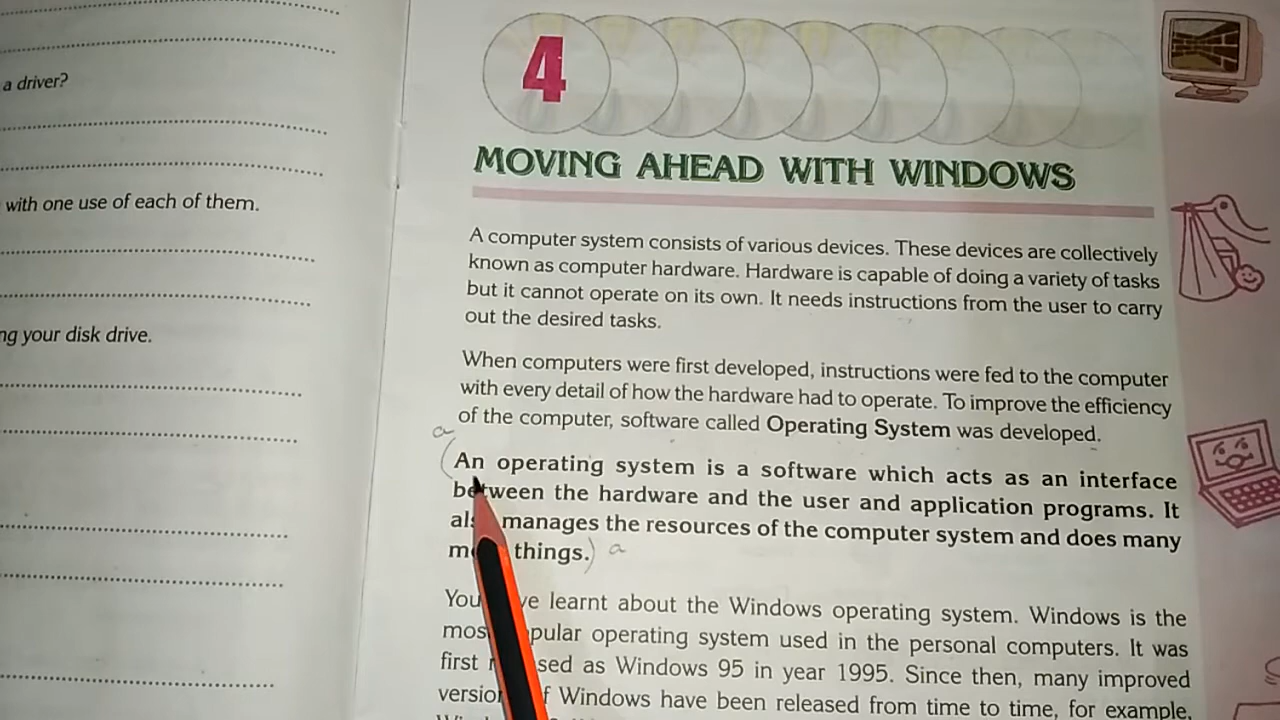 a driver?
with one use of each of them.
ng your disk drive.
4
MOVING AHEAD WITH WINDOWS
A computer system consists of various devices. These devices are collectively
known as computer hardware. Hardware is capable of doing a variety of tasks
but it cannot operate on its own. It needs instructions from the user to carry
out the desired tasks.
When computers were first developed, instructions were fed to the computer
with every detail of how the hardware had to operate. To improve the efficiency
of the computer, software called Operating System was developed.
a
(An operating system is a software which acts as an interface
between the hardware and the user and application programs. It
manages the resources of the computer system and does many
things.) a
learnt about the Windows operating system. Windows is the
operating system used in the personal computers. It was
first as Windows 95 in year 1995. Since then, many improved
Windows have been released from time to time, for example,